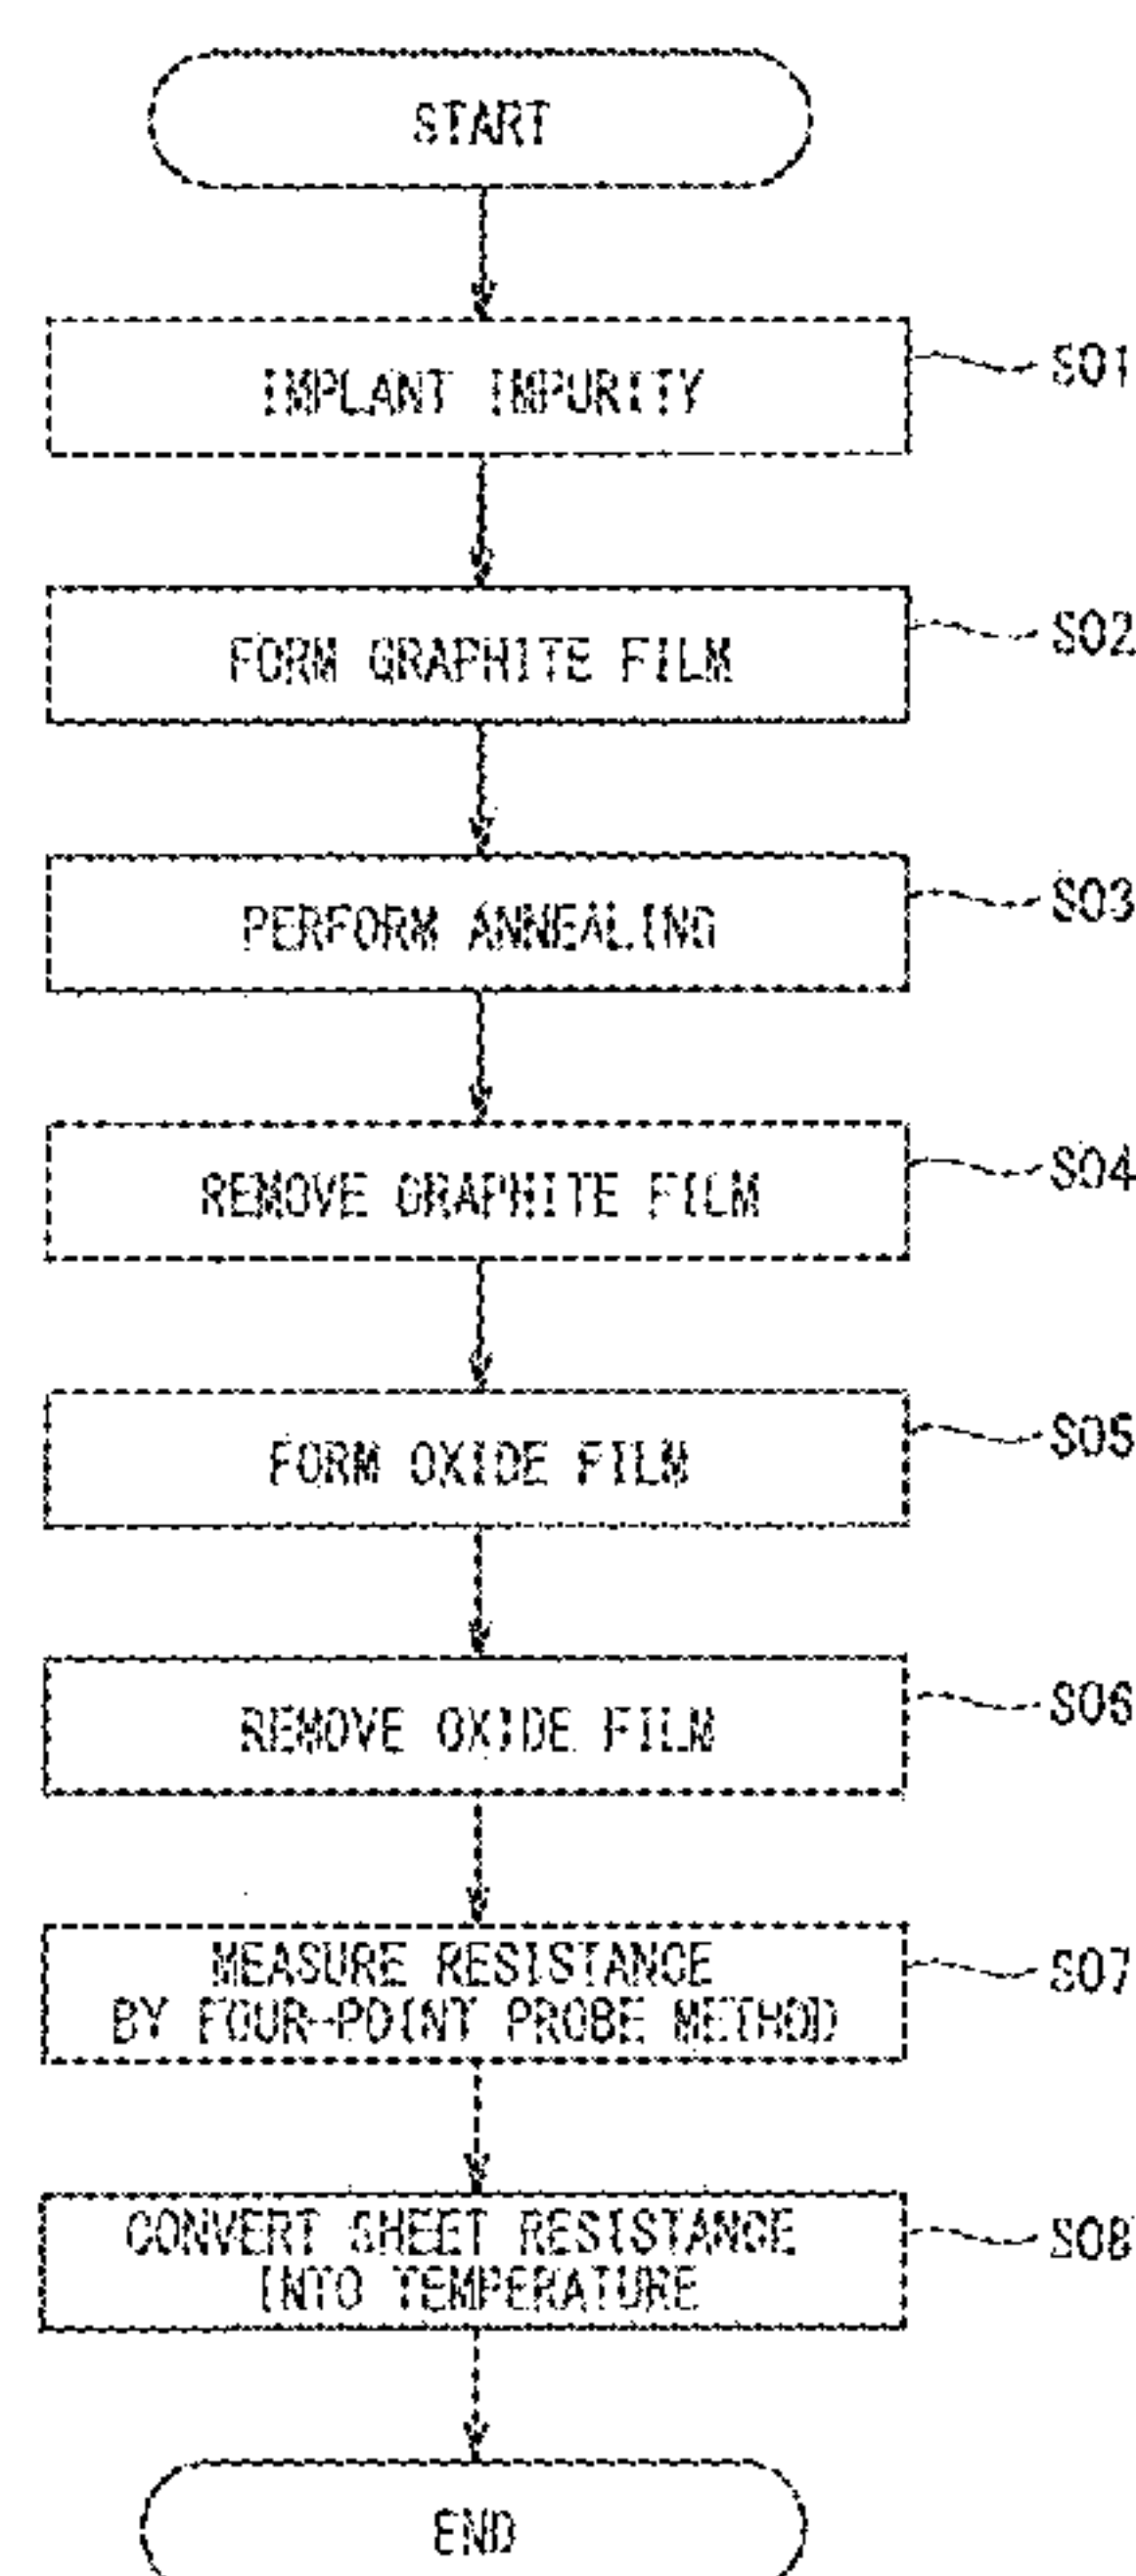 START
IMPLANT IMPURITY
S01
FORM GRAPHITE FILM
S02
PERFORM ANNEALING
S03
REMOVE GRAPHITE FILM
S04
FORM OXIDE FILM
S05
REMOVE OXIDE FILM
S06
MEASURE RESISTANCE
BY FOUR-POINT PROBE METHOD
S07
CONVERT SHEET RESISTANCE
INTO TEMPERATURE
S08
END